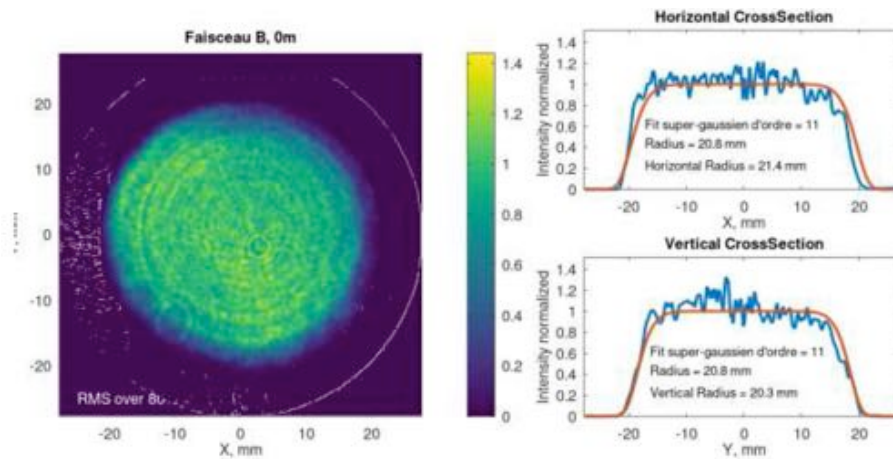 Faisceau B, 0m
20
10
0
-10
-20
RMS over 80
-20
-10
0
10
20
X, mm
1.4
1.2
1
0.8
0.6
0.4
0.2
0
Horizontal CrossSection
Intensity normalized
1.4
1.2
1
0.8
0.6
0.4
0.2
0
Fit super-gaussien d'ordre = 11
Radius = 20.8 mm
Horizontal Radius = 21.4 mm
-20
-10
0
10
20
X, mm
Vertical CrossSection
Intensity normalized
1.4
1.2
1
0.8
0.6
0.4
0.2
0
Fit super-gaussien d'ordre = 11
Radius = 20.8 mm
Vertical Radius = 20.3 mm
-20
-10
0
10
20
Y, mm